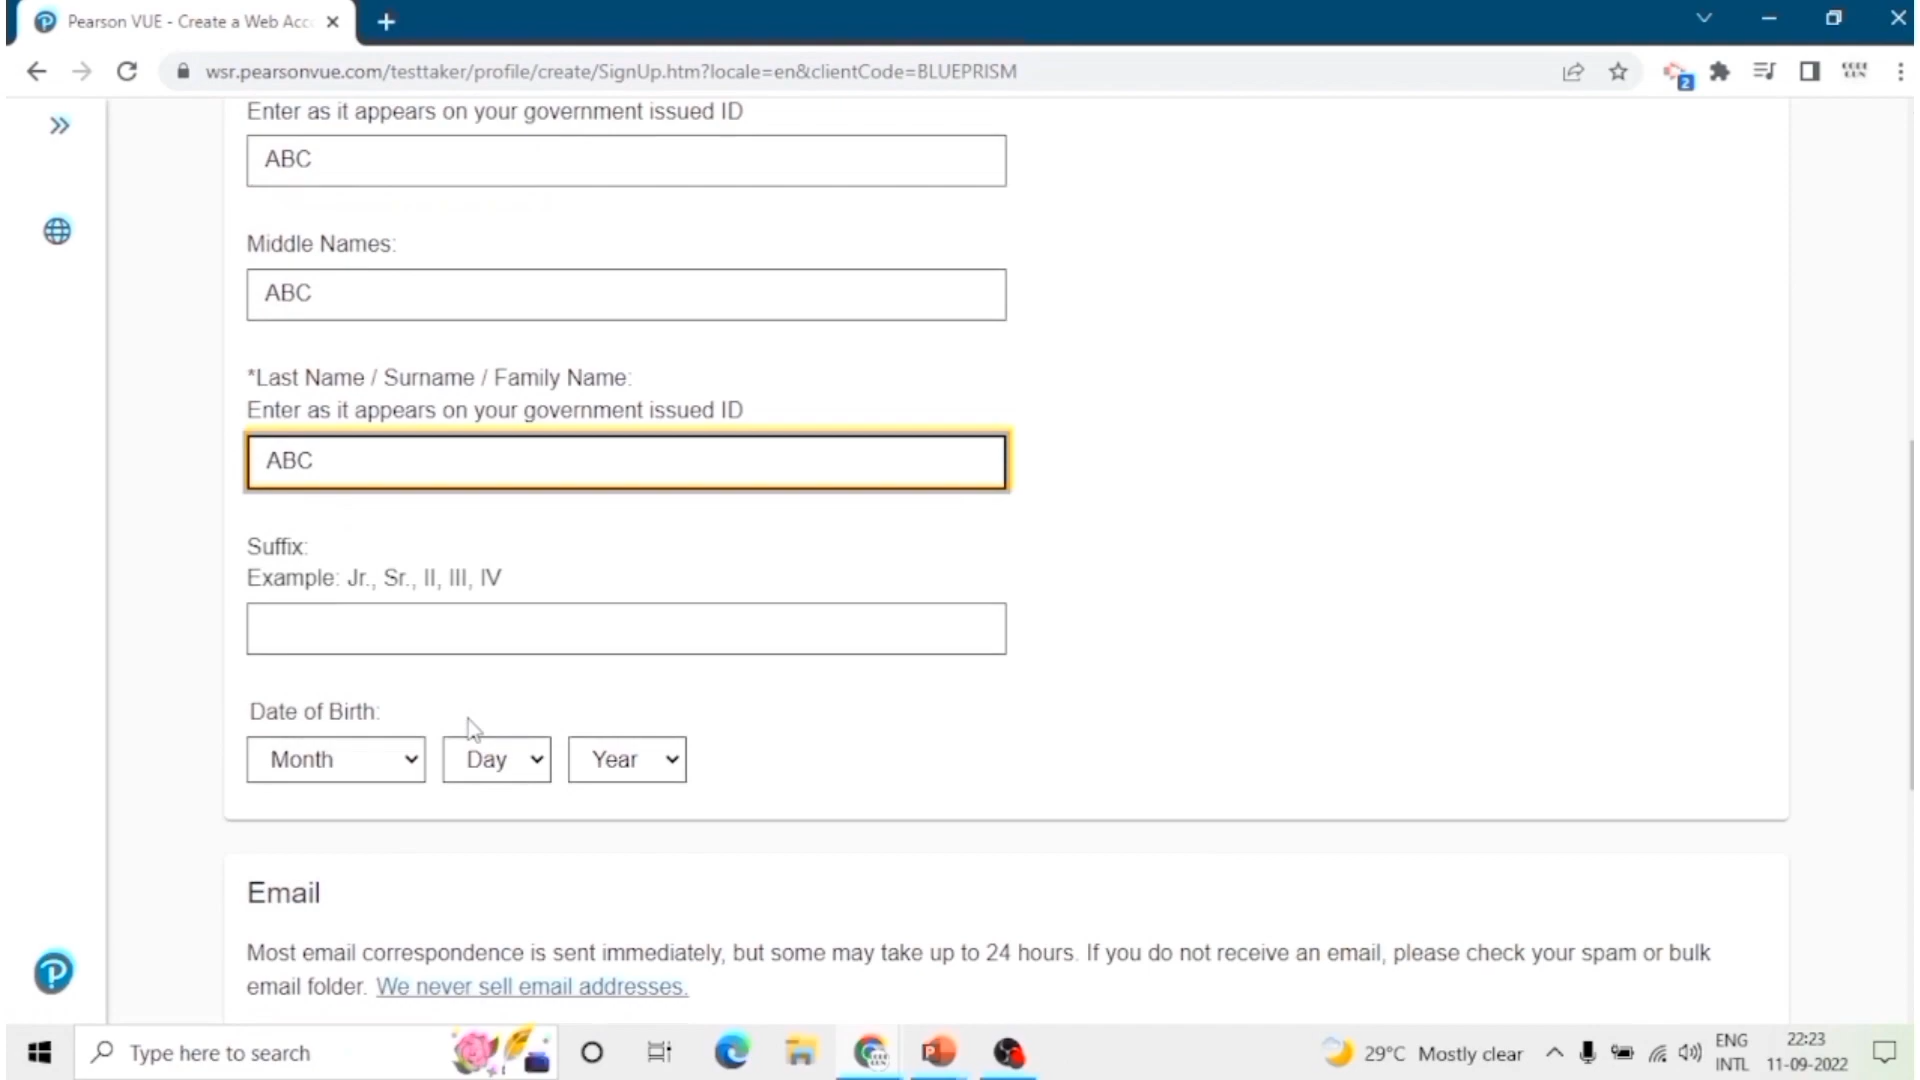 Pearson VUE - Create a Web Acc
wsr.pearsonvue.com/testtaker/profile/create/SignUp.htm?locale=en&clientCode=BLUEPRISM
2
Enter as it appears on your government issued ID
ABC
Middle Names:
ABC
*Last Name / Surname / Family Name:
Enter as it appears on your government issued ID
ABC
Suffix:
Example: Jr., Sr., II, III, IV
Date of Birth:
Month Day Year
Email
Most email correspondence is sent immediately, but some may take up to 24 hours. If you do not receive an email, please check your spam or bulk
email folder. We never sell email addresses.
Type here to search
29°C Mostly clear
ENG
INTL
22:23
11-09-2022